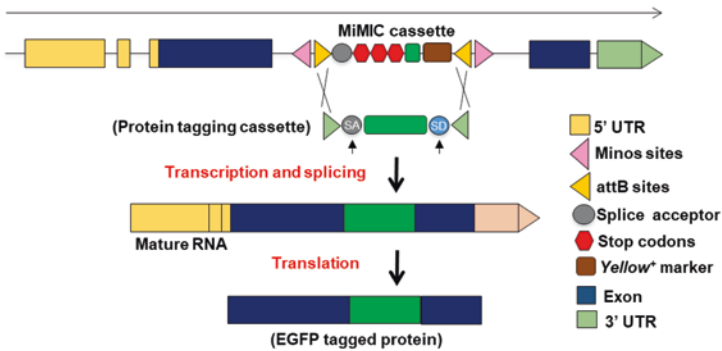 MiMIC cassette
(Protein tagging cassette)
SA
SD
Transcription and splicing
Mature RNA
Translation
(EGFP tagged protein)
5' UTR
Minos sites
attB sites
Splice acceptor
Stop codons
Yellow⁺ marker
Exon
3' UTR